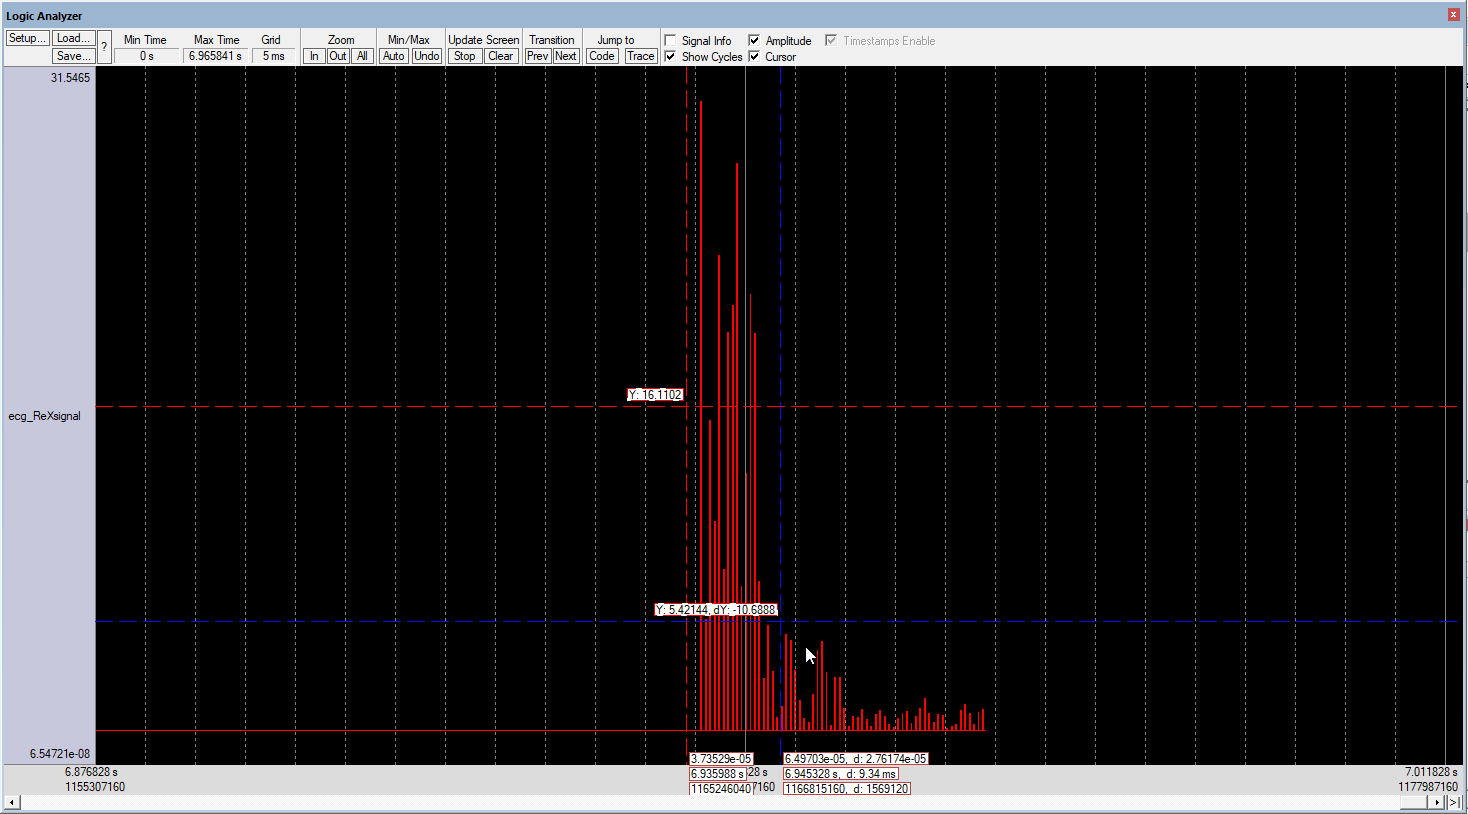 Logic Analyzer
Setup... Load... ? Min Time Max Time Grid Zoom Min/Max Update Screen Transition Jump to Signal Info Amplitude Timestamps Enable
Save... 0 s 6.965841 s 5 ms In Out All Auto Undo Stop Clear Prev Next Code Trace Show Cycles Cursor
31.5465
Y: 16.1102
ecg_ReXsignal
Y: 5.42144, dY: -10.6888
6.54721e-08 3.73529e-05 6.49703e-05, d: 2.76174e-05
6.876828 s 6.935988 s 28 s 6.945328 s, d: 9.34 ms 7.011828 s
1155307160 1165246040 7160 1166815160, d: 1569120 1177987160
>|